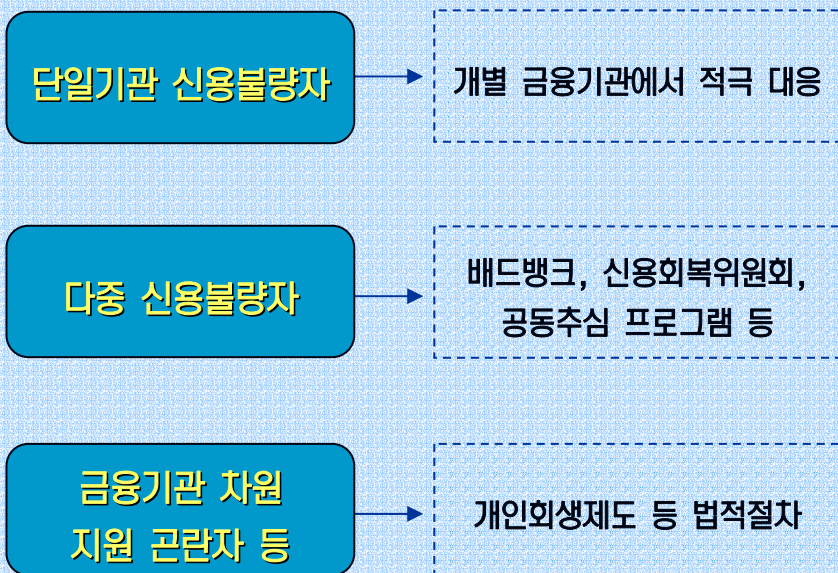 단일기관 신용불량자
개별 금융기관에서 적극 대응
다중 신용불량자
배드뱅크, 신용회복위원회,
공동추심 프로그램 등
금융기관 차원
지원 곤란자 등
개인회생제도 등 법적절차